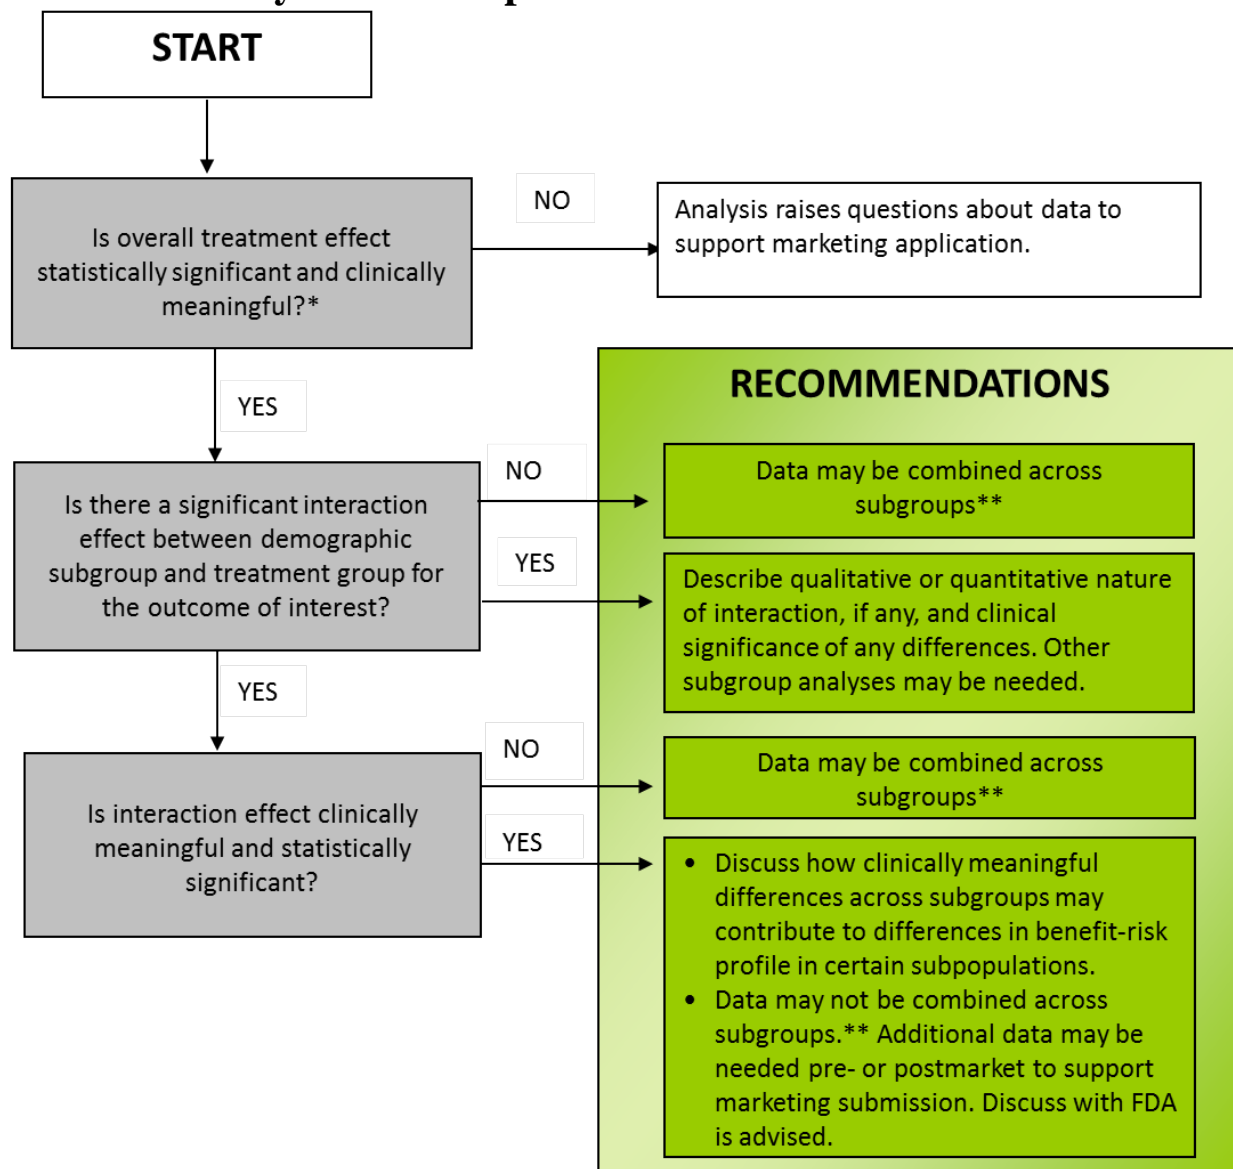 START
NO
Analysis raises questions about data to
support marketing application.
Is overall treatment effect
statistically significant and clinically
meaningful?*
YES
RECOMMENDATIONS
NO
Data may be combined across
subgroups**
Is there a significant interaction
effect between demographic
subgroup and treatment group for
the outcome of interest?
YES
Describe qualitative or quantitative nature
of interaction, if any, and clinical
significance of any differences. Other
subgroup analyses may be needed.
YES
NO
Data may be combined across
subgroups**
Is interaction effect clinically
meaningful and statistically
significant?
YES
• Discuss how clinically meaningful
differences across subgroups may
contribute to differences in benefit-risk
profile in certain subpopulations.
• Data may not be combined across
subgroups.** Additional data may be
needed pre- or postmarket to support
marketing submission. Discuss with FDA
is advised.